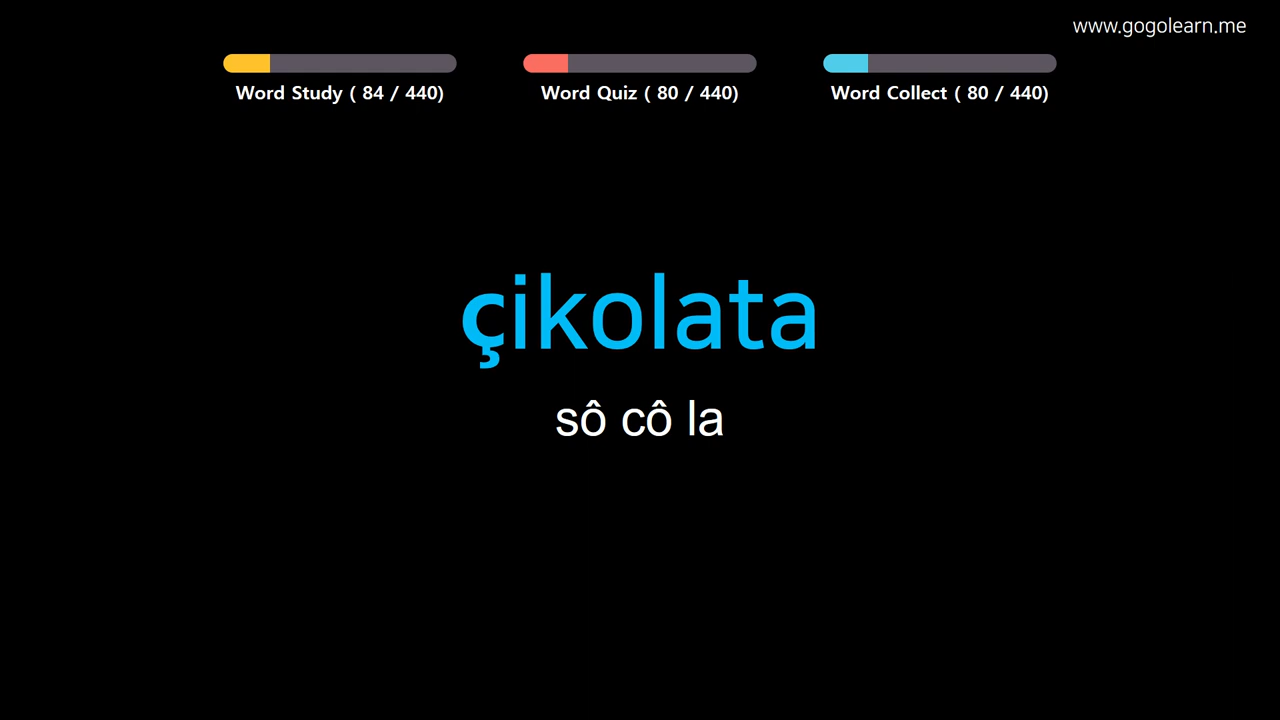 www.gogolearn.me
Word Study ( 84 / 440)
Word Quiz ( 80 / 440)
Word Collect ( 80 / 440)
çikolata
sô cô la